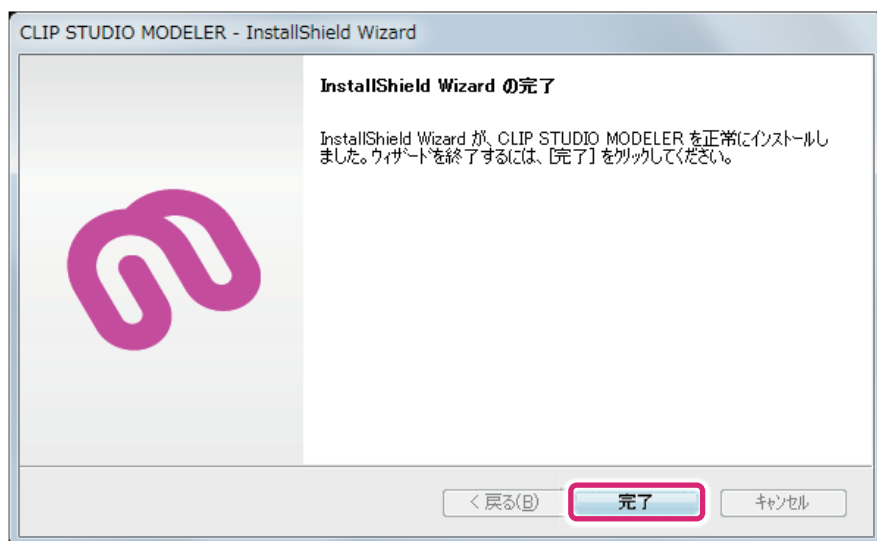 CLIP STUDIO MODELER - InstallShield Wizard
InstallShield Wizard の完了
InstallShield Wizard が、CLIP STUDIO MODELER を正常にインストールし
ました。ウィザードを終了するには、[完了] をクリックしてください。
< 戻る(B) 完了 キャンセル